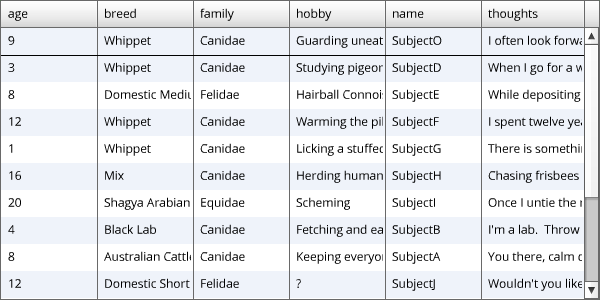 age breed family hobby name thoughts
9 Whippet Canidae Guarding uneat SubjectO I often look forwa
3 Whippet Canidae Studying pigeor SubjectD When I go for a w
8 Domestic Mediu Felidae Hairball Connoi SubjectE While depositing
12 Whippet Canidae Warming the pil SubjectF I spent twelve yea
1 Whippet Canidae Licking a stuffed SubjectG There is somethi
16 Mix Canidae Herding human SubjectH Chasing frisbees
20 Shagya Arabian Equidae Scheming SubjectI Once I untie the
4 Black Lab Canidae Fetching and ea SubjectB I'm a lab. Throw
8 Australian Cattl Canidae Keeping everyo SubjectA You there, calm d
12 Domestic Short Felidae ? SubjectJ Wouldn't you like